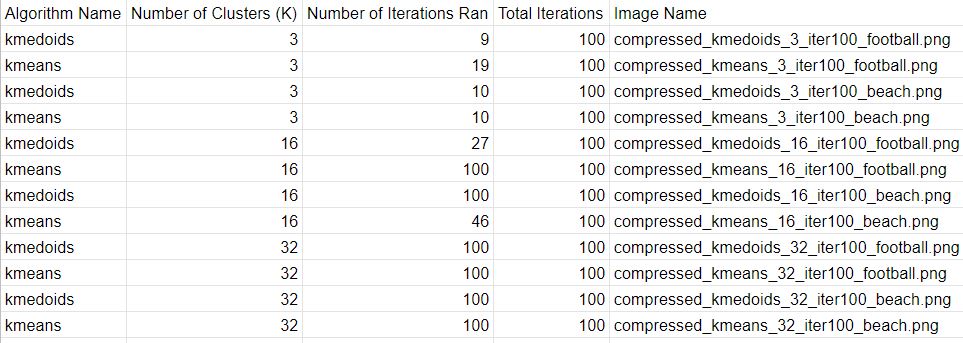 Algorithm Name Number of Clusters (K) Number of Iterations Ran Total Iterations Image Name
kmedoids 3 9 100 compressed_kmedoids_3_iter100_football.png
kmeans 3 19 100 compressed_kmeans_3_iter100_football.png
kmedoids 3 10 100 compressed_kmedoids_3_iter100_beach.png
kmeans 3 10 100 compressed_kmeans_3_iter100_beach.png
kmedoids 16 27 100 compressed_kmedoids_16_iter100_football.png
kmeans 16 100 100 compressed_kmeans_16_iter100_football.png
kmedoids 16 100 100 compressed_kmedoids_16_iter100_beach.png
kmeans 16 46 100 compressed_kmeans_16_iter100_beach.png
kmedoids 32 100 100 compressed_kmedoids_32_iter100_football.png
kmeans 32 100 100 compressed_kmeans_32_iter100_football.png
kmedoids 32 100 100 compressed_kmedoids_32_iter100_beach.png
kmeans 32 100 100 compressed_kmeans_32_iter100_beach.png